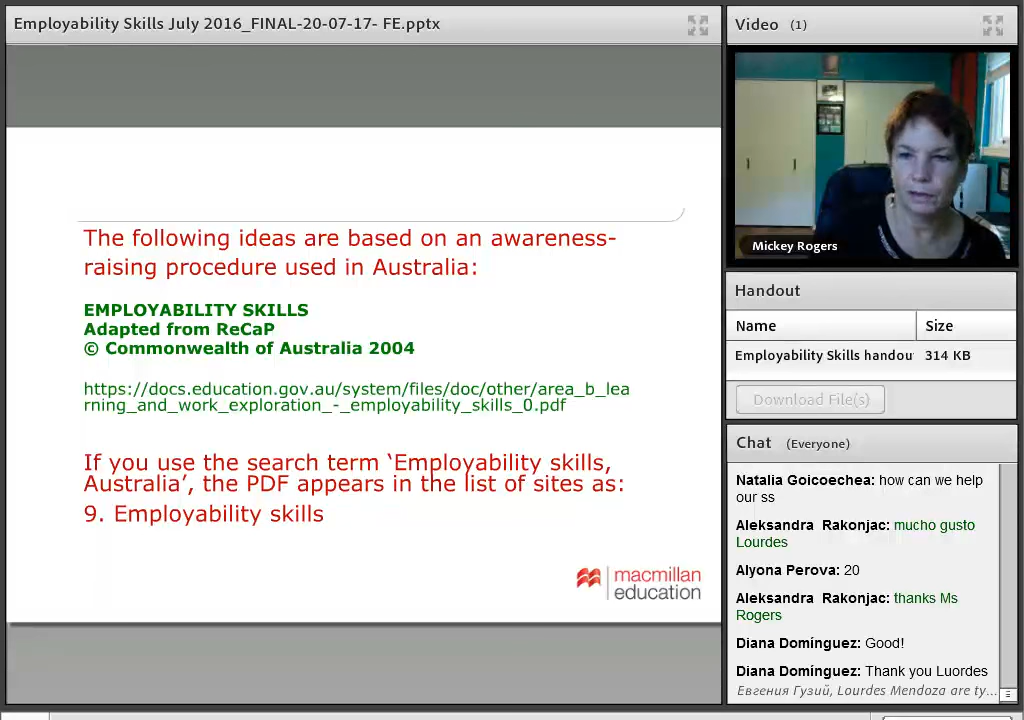 Employability Skills July 2016_FINAL-20-07-17- FE.pptx
The following ideas are based on an awareness-
raising procedure used in Australia:
EMPLOYABILITY SKILLS
Adapted from ReCaP
© Commonwealth of Australia 2004
https://docs.education.gov.au/system/files/doc/other/area_b_lea
rning_and_work_exploration_-_employability_skills_0.pdf
If you use the search term ‘Employability skills,
Australia’, the PDF appears in the list of sites as:
9. Employability skills
macmillan
education
Video (1)
Mickey Rogers
Handout
Name Size
Employability Skills handou 314 KB
Download File(s)
Chat (Everyone)
Natalia Goicoechea: how can we help
our ss
Aleksandra Rakonjac: mucho gusto
Lourdes
Alyona Perova: 20
Aleksandra Rakonjac: thanks Ms
Rogers
Diana Domínguez: Good!
Diana Domínguez: Thank you Luordes
Евгения Гузий, Lourdes Mendoza are ty...